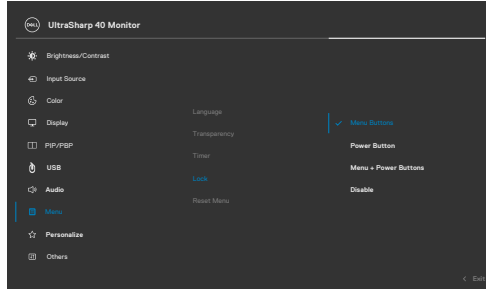 DELL UltraSharp 40 Monitor
Brightness/Contrast
Input Source
Color
Display
PIP/PBP
USB
Audio
Menu
Personalize
Others
Language
Transparency
Timer
Lock
Reset Menu
Menu Buttons
Power Button
Menu + Power Buttons
Disable
Exit